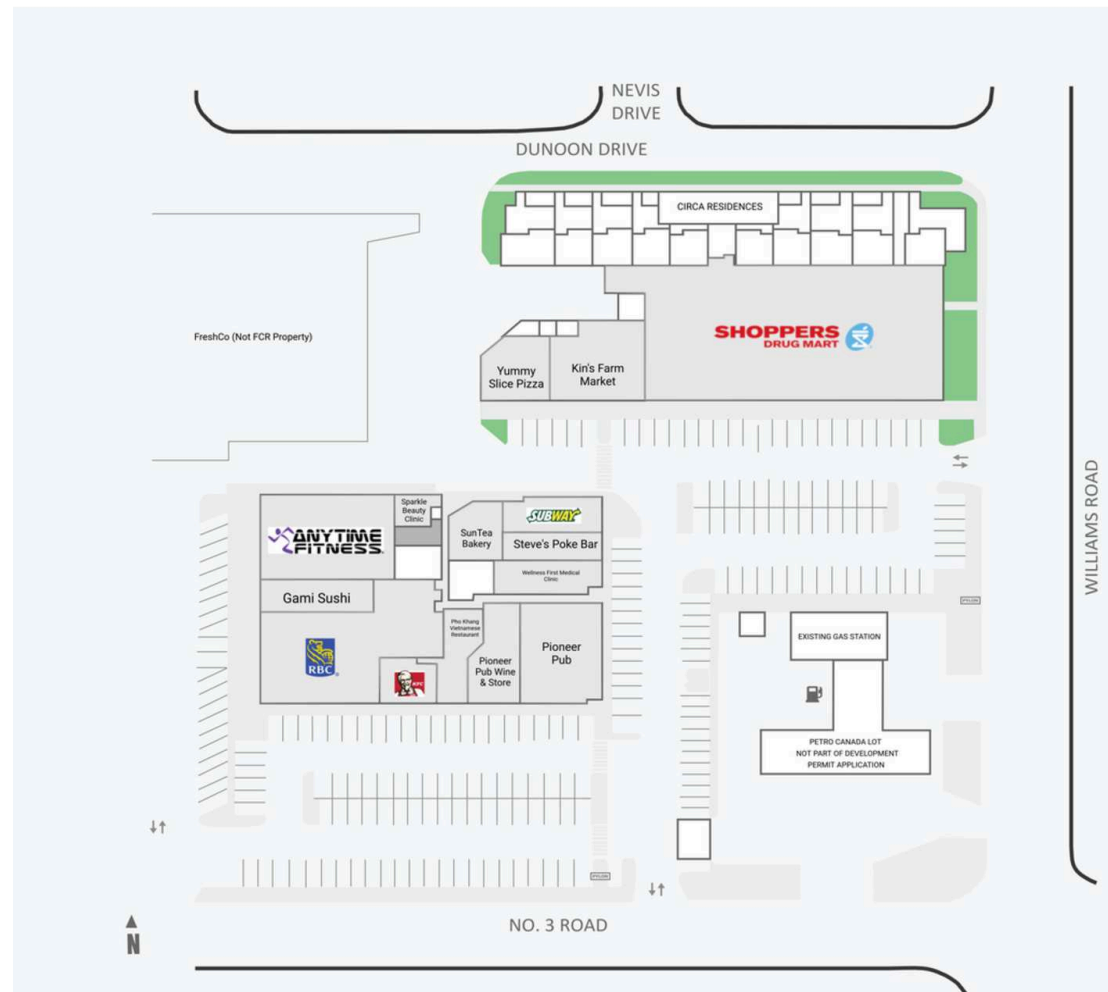 NEVIS
DRIVE
DUNOON DRIVE
CIRCA RESIDENCES
SHOPPERS
DRUG MART
FreshCo (Not FCR Property)
Yummy
Slice Pizza
Kin's Farm
Market
WILLIAMS ROAD
Sparkle
Beauty
Clinic
ANYTIME
FITNESS
SunTea
Bakery
SUBWAY
Steve's Poke Bar
Wellness First Medical
Clinic
Gami Sushi
Pho Khang
Vietnamese
Restaurant
RBC
KFC
Pioneer
Pub Wine
& Store
Pioneer
Pub
PYLON
EXISTING GAS STATION
PETRO CANADA LOT
NOT PART OF DEVELOPMENT
PERMIT APPLICATION
PYLON
NO. 3 ROAD
N